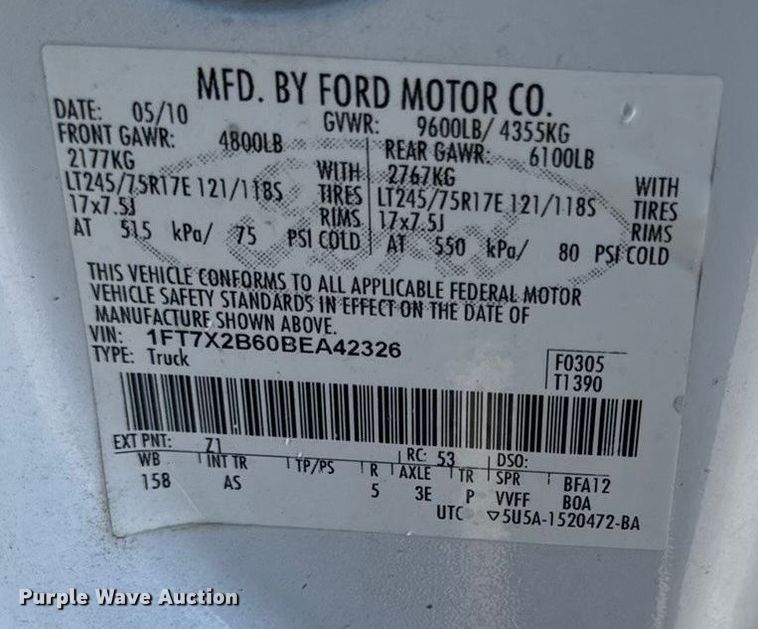 MFD. BY FORD MOTOR CO.
DATE: 05/10 GVWR: 9600LB/ 4355KG
FRONT GAWR: 4800LB REAR GAWR: 6100LB
2177KG WITH 2767KG WITH
LT245/75R17E 121/118S TIRES LT245/75R17E 121/118S TIRES
17x7.5J RIMS 17x7.5J RIMS
AT 515 kPa/ 75 PSI COLD AT 550 kPa/ 80 PSI COLD
THIS VEHICLE CONFORMS TO ALL APPLICABLE FEDERAL MOTOR
VEHICLE SAFETY STANDARDS IN EFFECT ON THE DATE OF
MANUFACTURE SHOWN ABOVE.
VIN: 1FT7X2B60BEA42326
TYPE: Truck
F0305
T1390
EXT PNT: Z1 RC: 53 DSO:
WB INT TR TP/PS R AXLE TR SPR BFA12
158 AS 5 3E P VVFF BOA
UTC ▽5U5A-1520472-BA
Purple Wave Auction